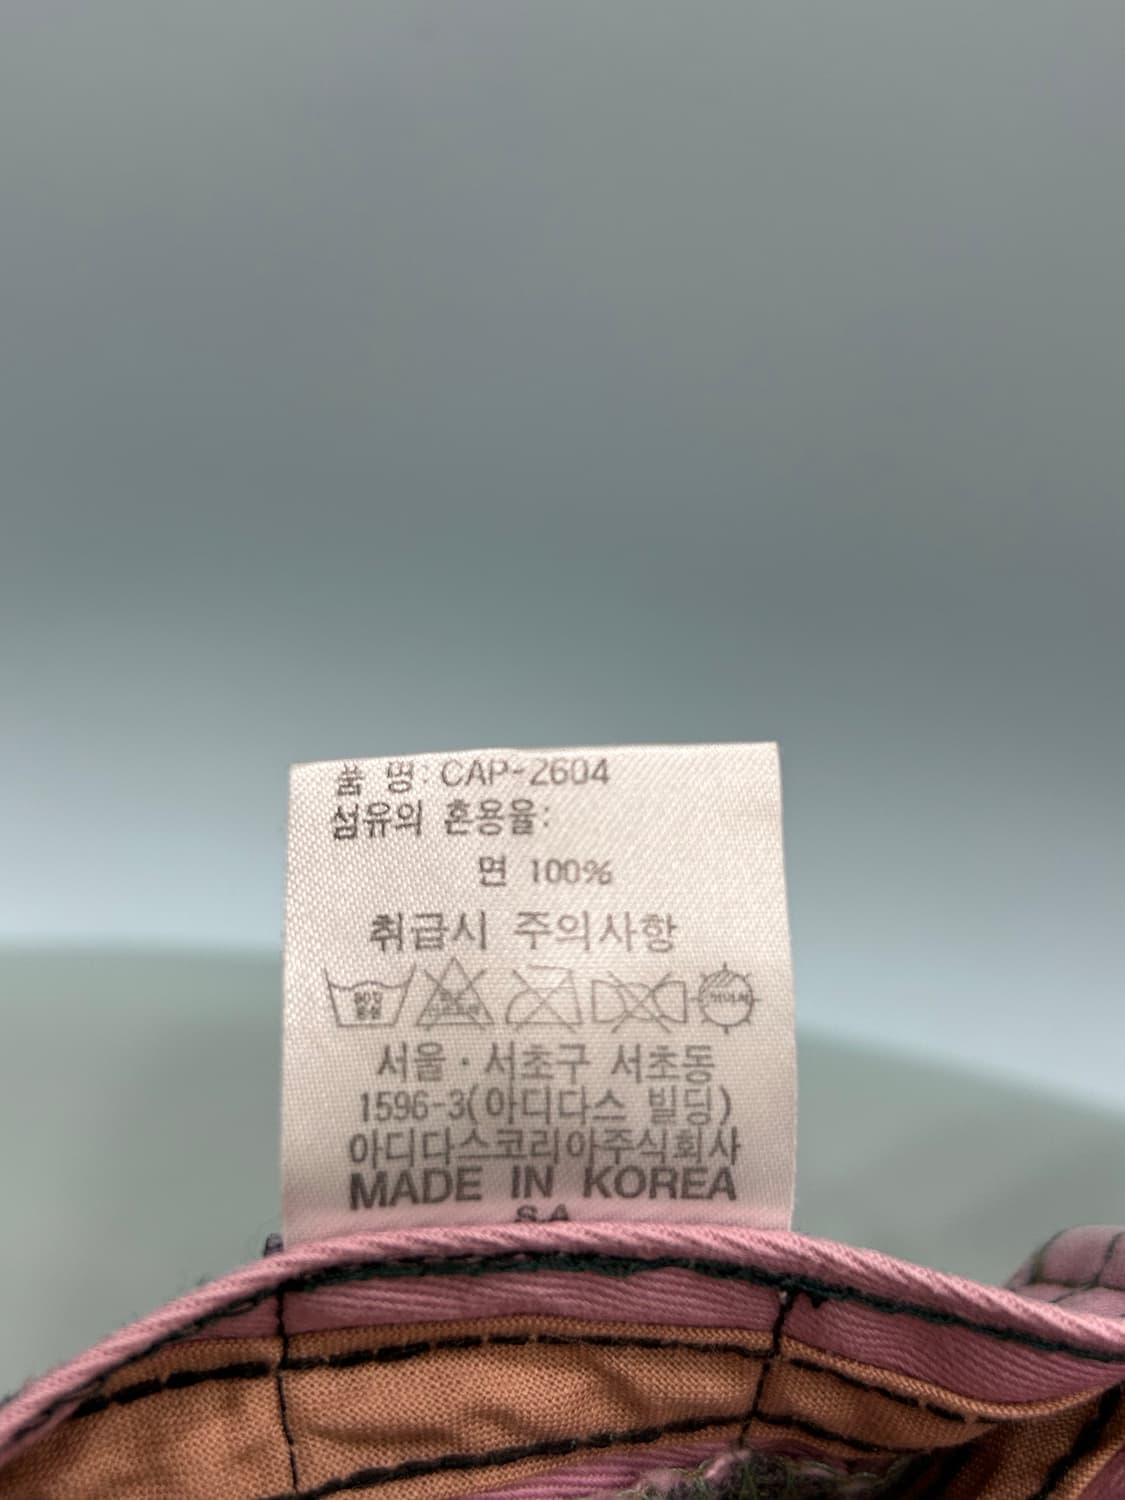 품 명: CAP-2604
섬유의 혼용율:
면 100%
취급시 주의사항
서울·서초구 서초동
1596-3(아디다스 빌딩)
아디다스코리아주식회사
MADE IN KOREA
S.A